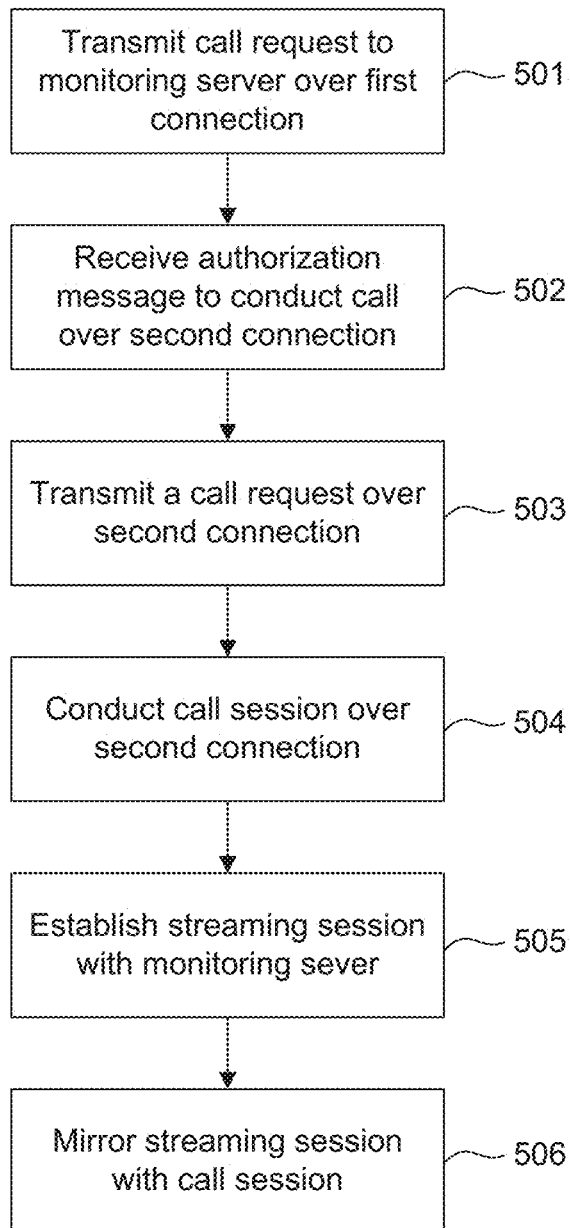 Transmit call request to
monitoring server over first
connection
501
Receive authorization
message to conduct call
over second connection
502
Transmit a call request over
second connection
503
Conduct call session over
second connection
504
Establish streaming session
with monitoring sever
505
Mirror streaming session
with call session
506